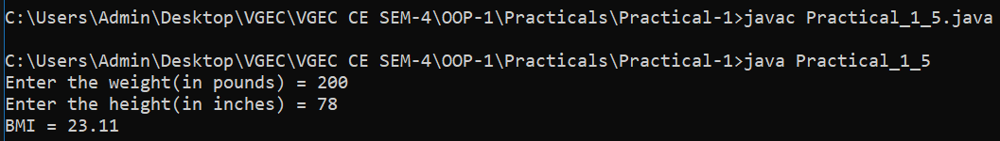 C:\Users\Admin\Desktop\VGEC\VGEC CE SEM-4\OOP-1\Practicals\Practical-1>javac Practical_1_5.java
C:\Users\Admin\Desktop\VGEC\VGEC CE SEM-4\OOP-1\Practicals\Practical-1>java Practical_1_5
Enter the weight(in pounds) = 200
Enter the height(in inches) = 78
BMI = 23.11